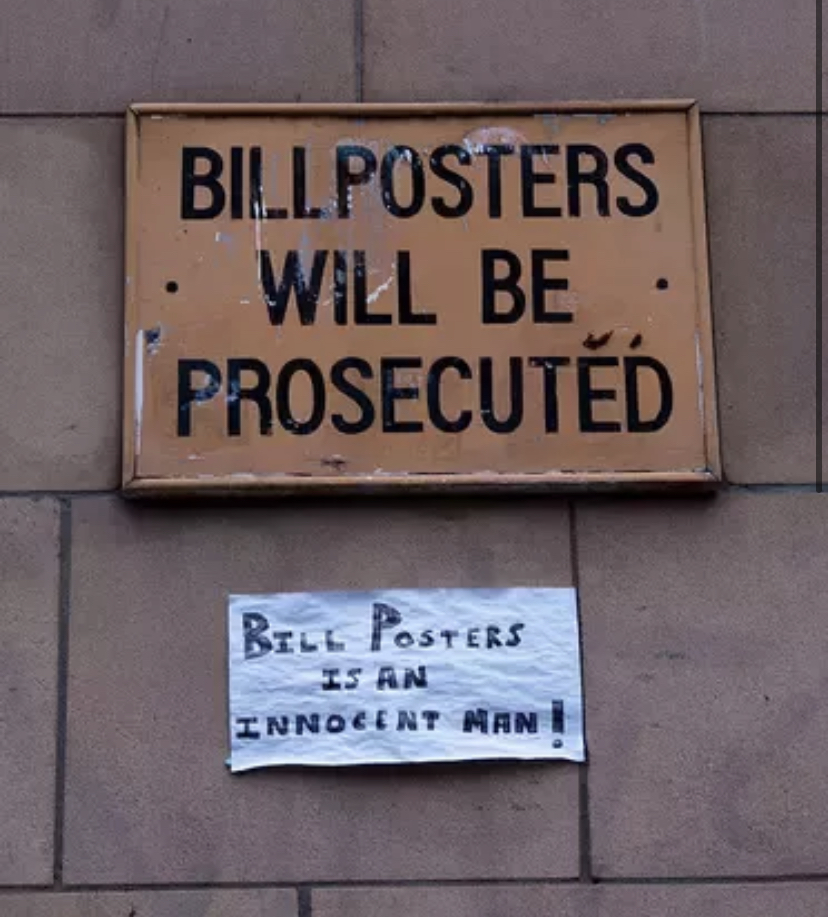 BILLPOSTERS
WILL BE
PROSECUTED
BILL POSTERS
IS AN
INNOCENT MAN!